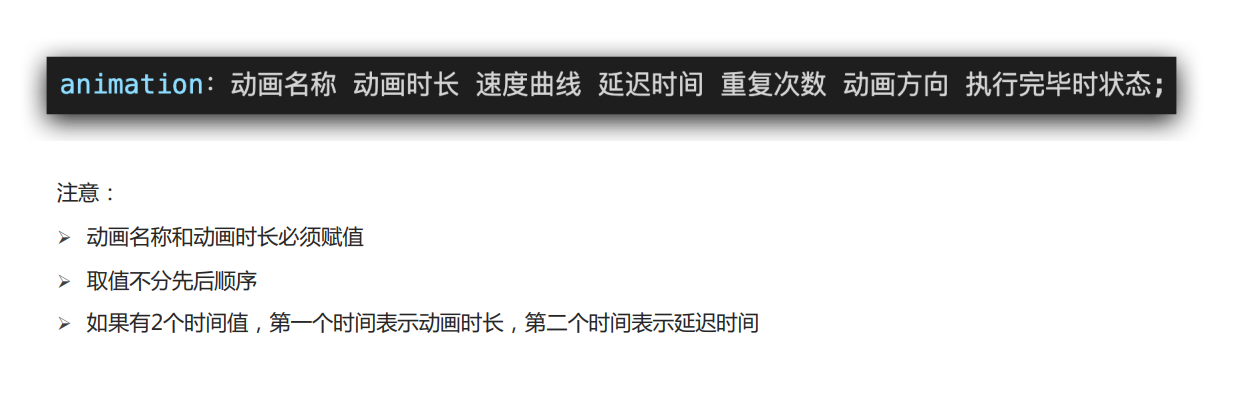 animation: 动画名称 动画时长 速度曲线 延迟时间 重复次数 动画方向 执行完毕时状态;
注意：
动画名称和动画时长必须赋值
取值不分先后顺序
如果有2个时间值，第一个时间表示动画时长，第二个时间表示延迟时间